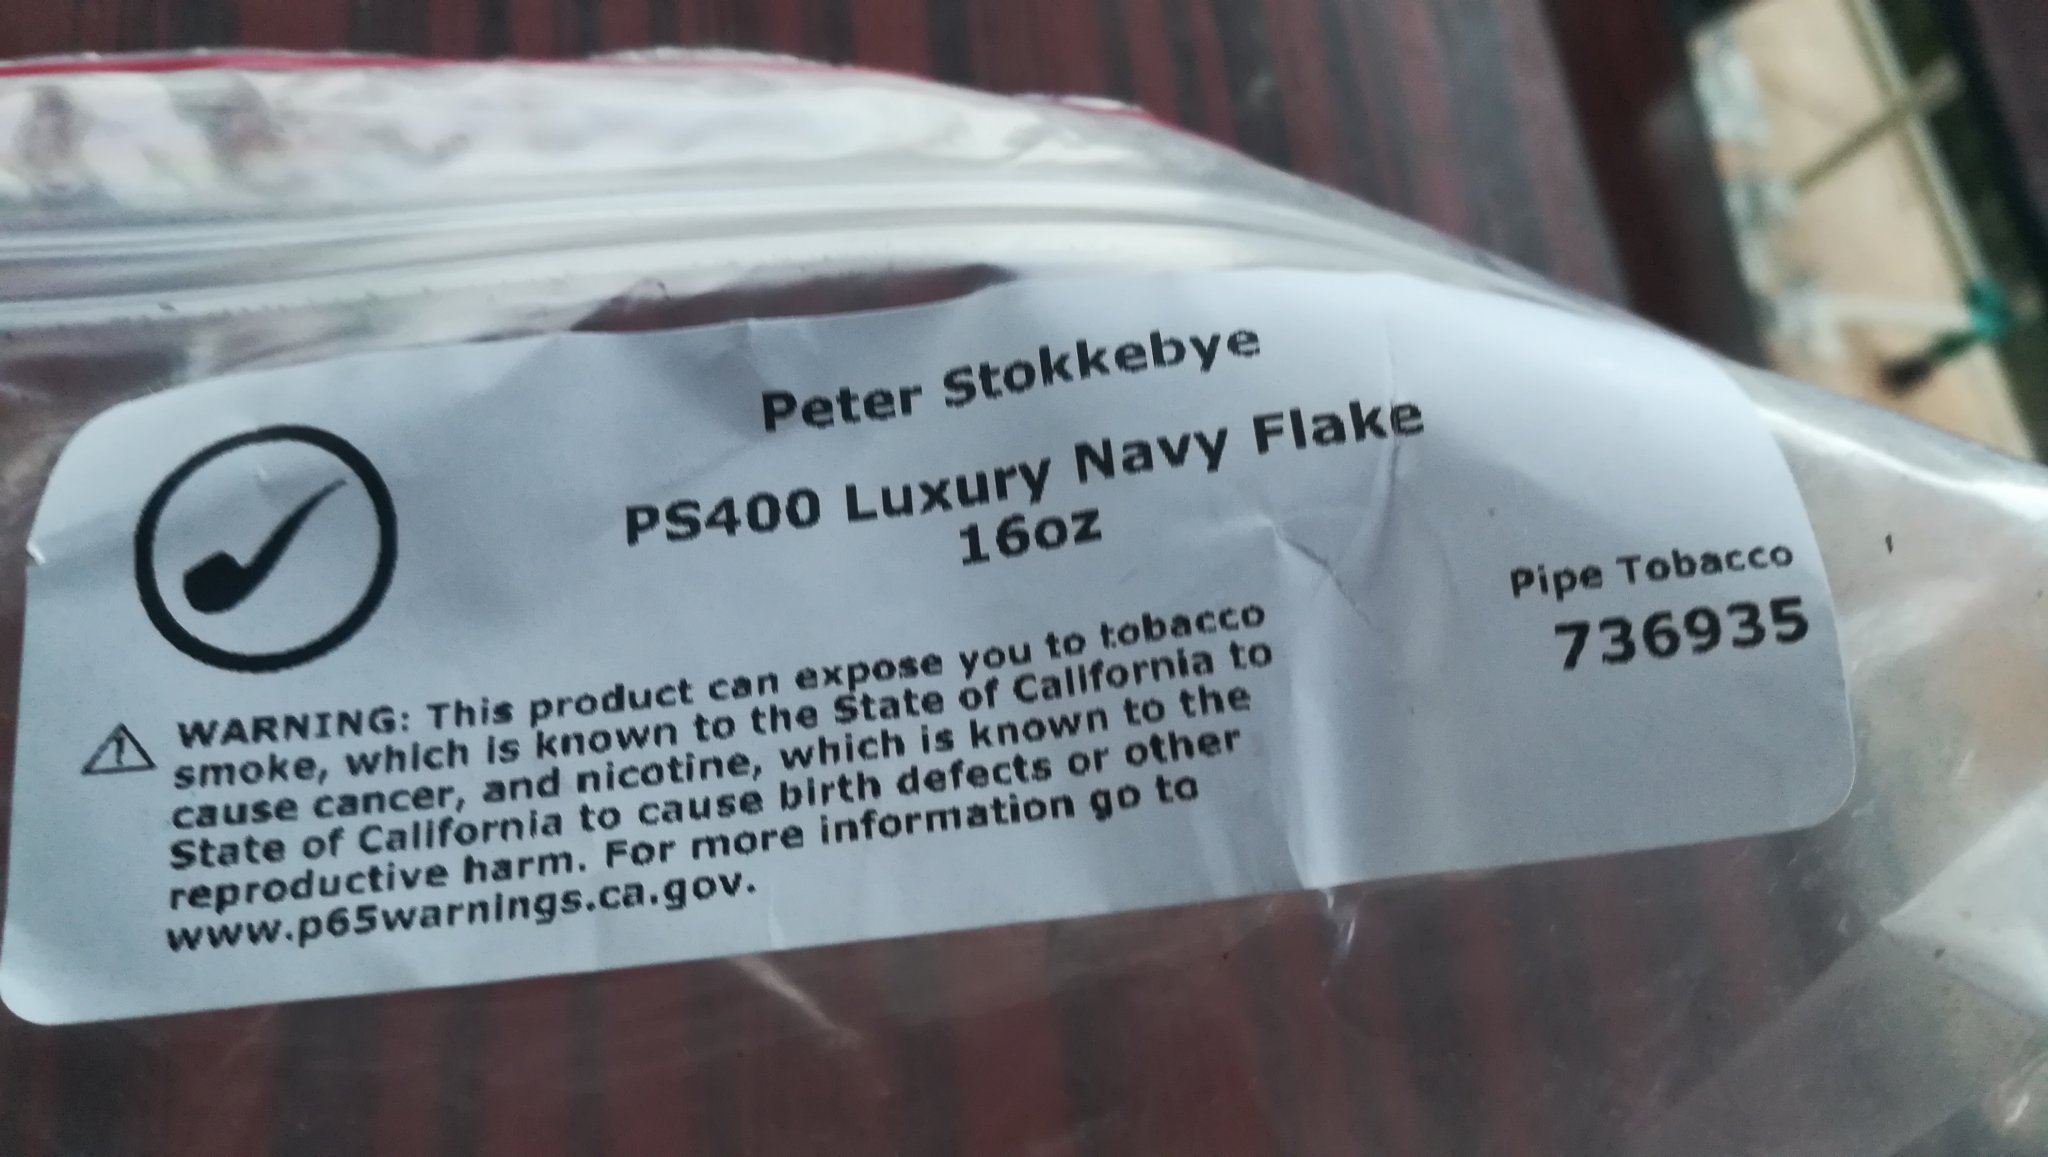 Peter Stokkebye
PS400 Luxury Navy Flake
16oz
Pipe Tobacco
736935
WARNING: This product can expose you to tobacco
smoke, which is known to the State of California to
cause cancer, and nicotine, which is known to the
State of California to cause birth defects or other
reproductive harm. For more information go to
www.p65warnings.ca.gov.